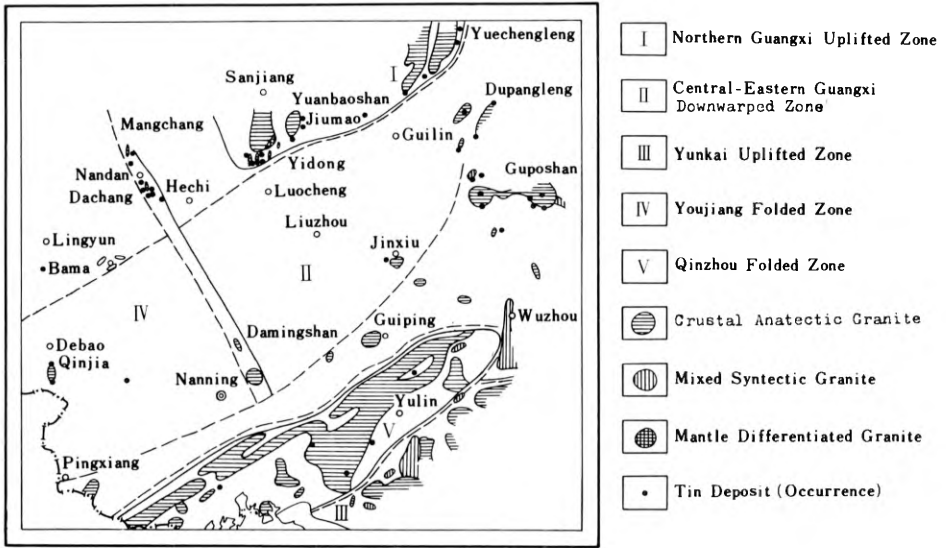 Yuechengleng
Sanjiang
I
Yuanbaoshan
Jiumao
Dupangleng
Mangchang
Guilin
Yidong
Nandan
Hechi
Guposhan
Dachang
Luocheng
Liuzhou
Lingyun
Jinxiu
Bama
II
IV
Wuzhou
Damingshan
Guiping
Debao
Qinjia
Nanning
Yulin
V
Pingxiang
III
I Northern Guangxi Uplifted Zone
II Central-Eastern Guangxi
Downwarped Zone
III Yunkai Uplifted Zone
IV Youjiang Folded Zone
V Qinzhou Folded Zone
Crustal Anatectic Granite
Mixed Syntectic Granite
Mantle Differentiated Granite
Tin Deposit (Occurrence)